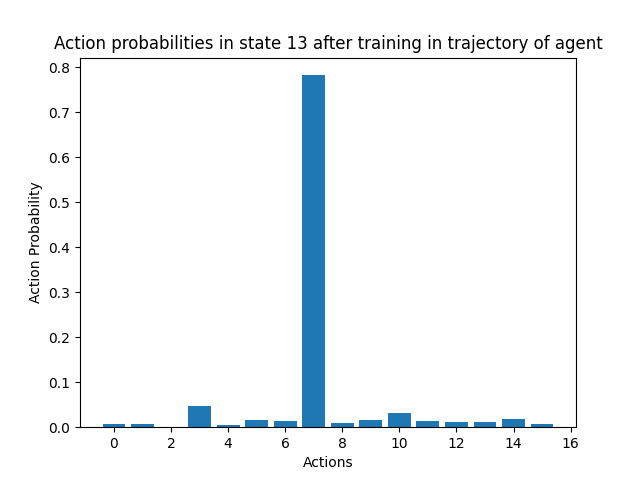 Action probabilities in state 13 after training in trajectory of agent
0.8
0.7
0.6
0.5
0.4
0.3
0.2
0.1
0.0
Action Probability
0 2 4 6 8 10 12 14 16
Actions